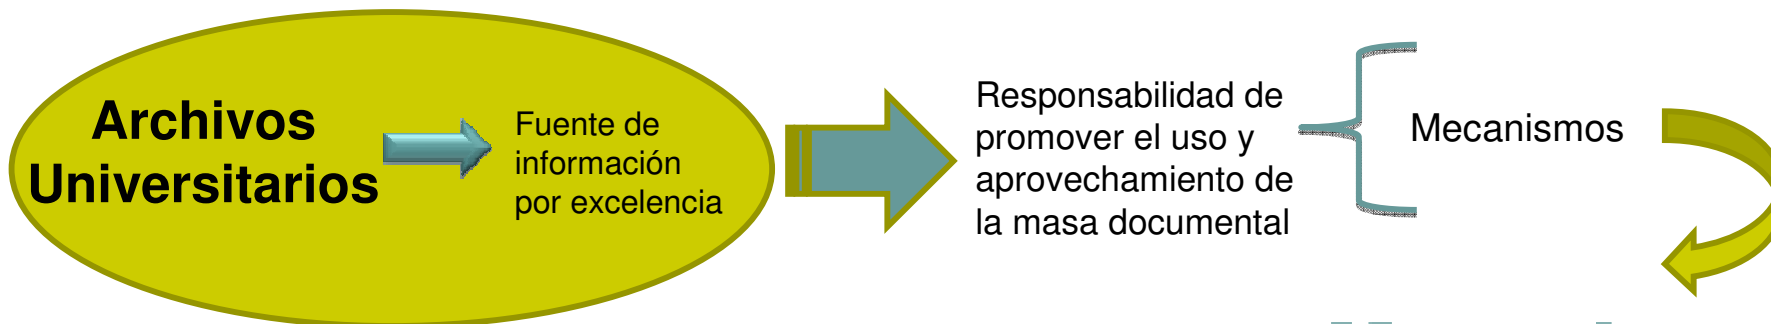 Archivos
Universitarios
Fuente de
información
por excelencia
Responsabilidad de
promover el uso y
aprovechamiento de
la masa documental
Mecanismos